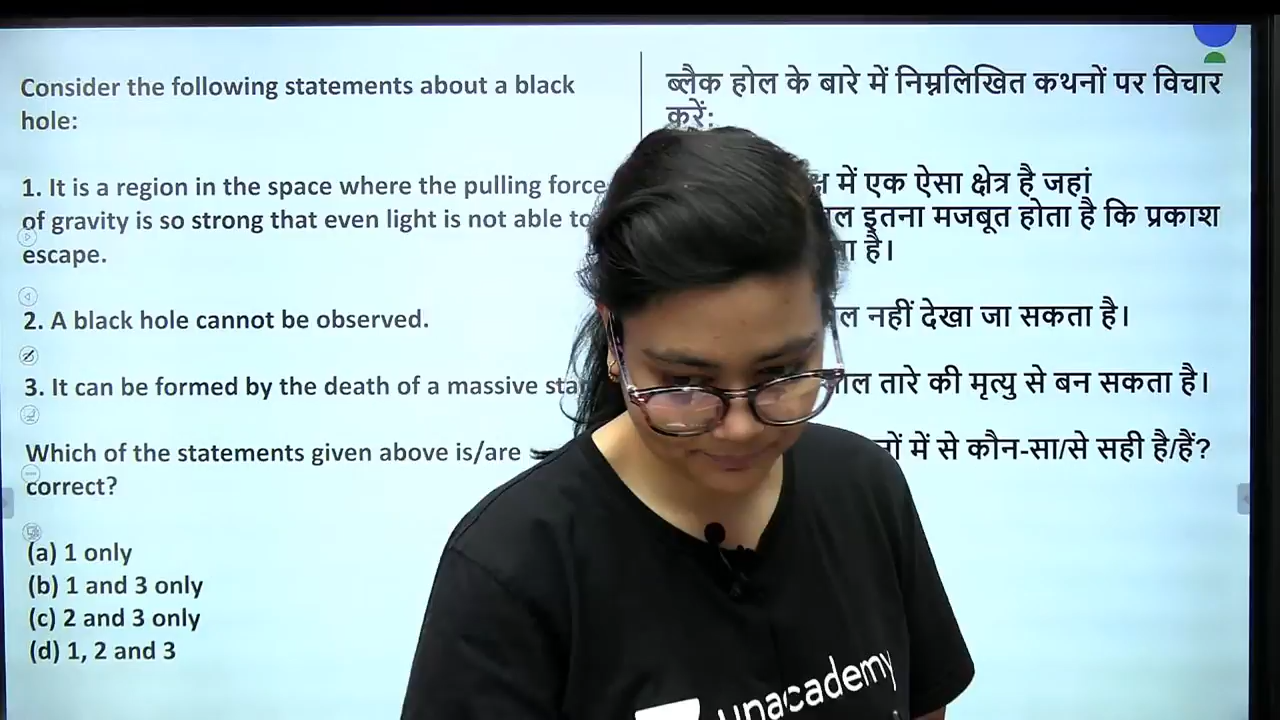 Consider the following statements about a black
hole:
1. It is a region in the space where the pulling force
of gravity is so strong that even light is not able to
escape.
2. A black hole cannot be observed.
3. It can be formed by the death of a massive sta
Which of the statements given above is/are
correct?
(a) 1 only
(b) 1 and 3 only
(c) 2 and 3 only
(d) 1, 2 and 3
ब्लैक होल के बारे में निम्नलिखित कथनों पर विचार
करें:
में एक ऐसा क्षेत्र है जहां
इतना मजबूत होता है कि प्रकाश
है।
नहीं देखा जा सकता है।
तारे की मृत्यु से बन सकता है।
में से कौन-सा/से सही है/हैं?
unacademy